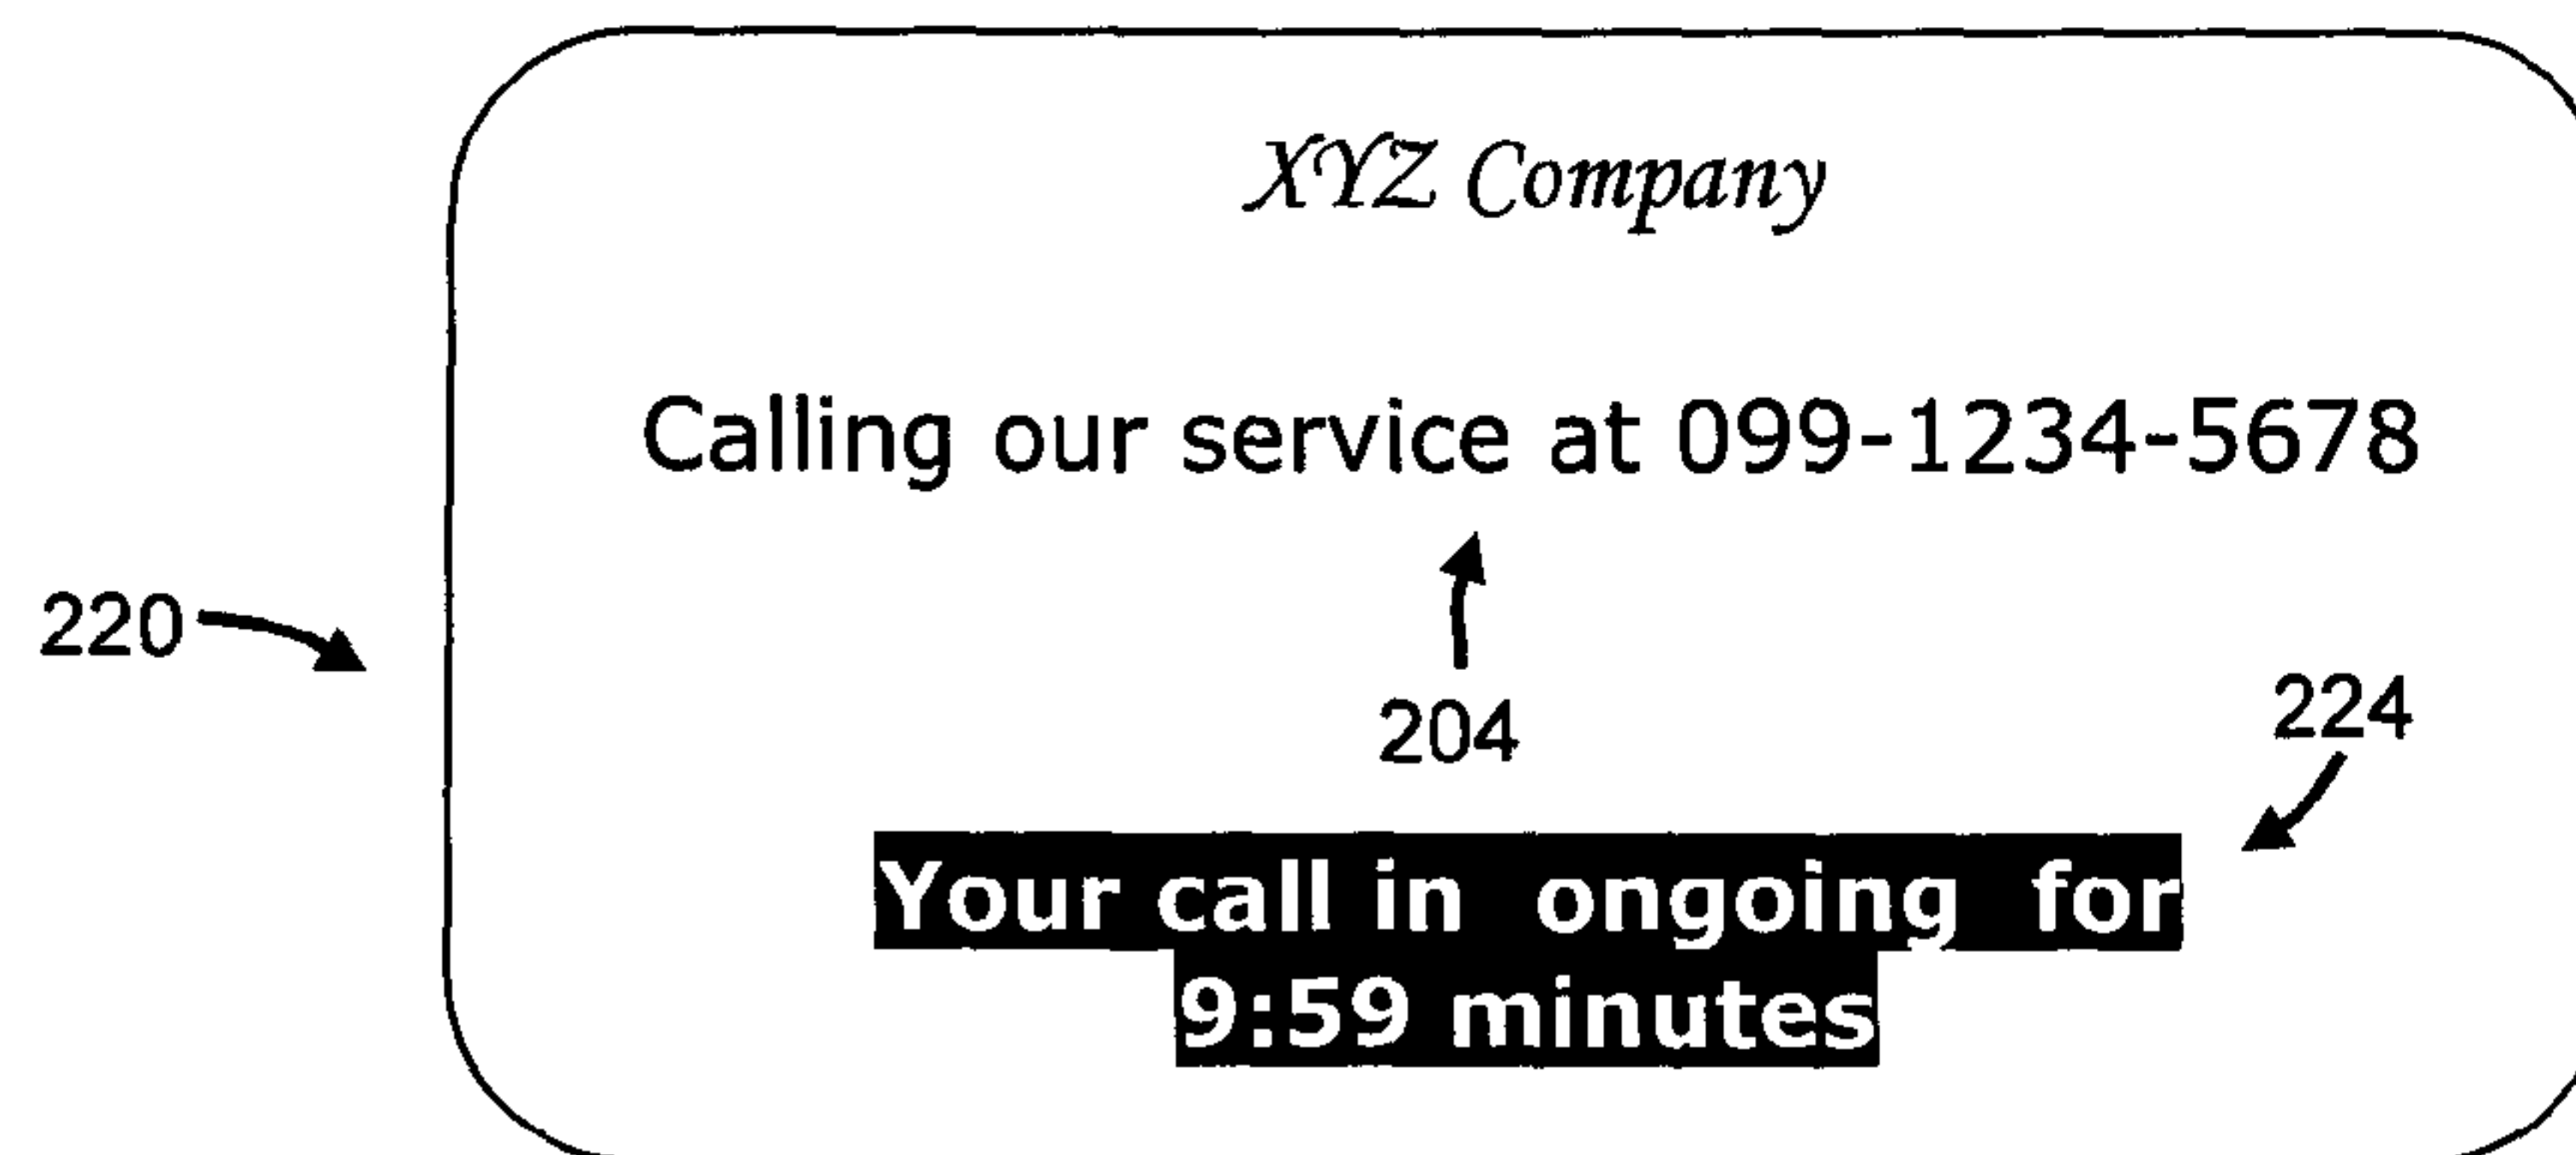 XYZ Company
Calling our service at 099-1234-5678
220
204
224
Your call in ongoing for
9:59 minutes